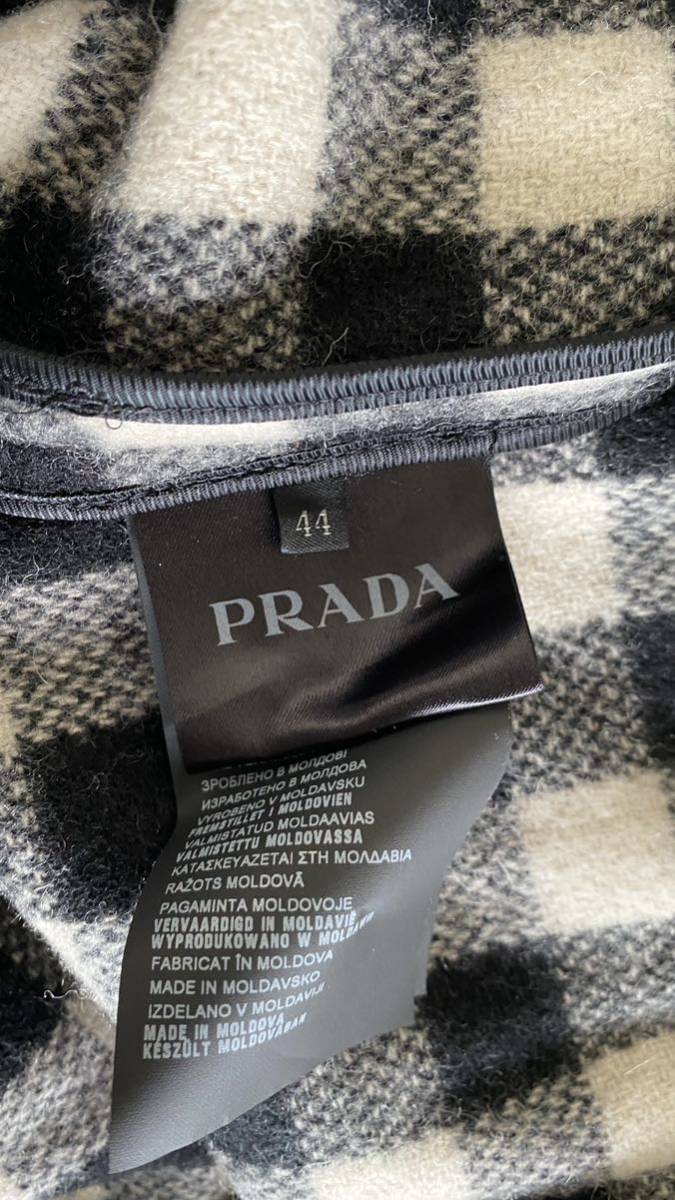 44
PRADA
ЗРОБЛЕНО В МОЛДОВІ
ИЗРАБОТЕНО В МОЛДОВА
VYROBENO V MOLDAVSKU
FREMSTILLET I MOLDOVIEN
VALMISTATUD MOLDAAVIAS
VALMISTETTU MOLDOVASSA
ΚΑΤΑΣΚΕΥΑΖΕΤΑΙ ΣΤΗ ΜΟΛΔΑΒΙΑ
RAŽOTS MOLDOVĀ
PAGAMINTA MOLDOVOJE
VERVAARDIGD IN MOLDAVIË
WYPRODUKOWANO W MOŁDAWII
FABRICAT ÎN MOLDOVA
MADE IN MOLDAVSKO
IZDELANO V MOLDAVIJI
MADE IN MOLDOVA
KÉSZÜLT MOLDOVÁBAN